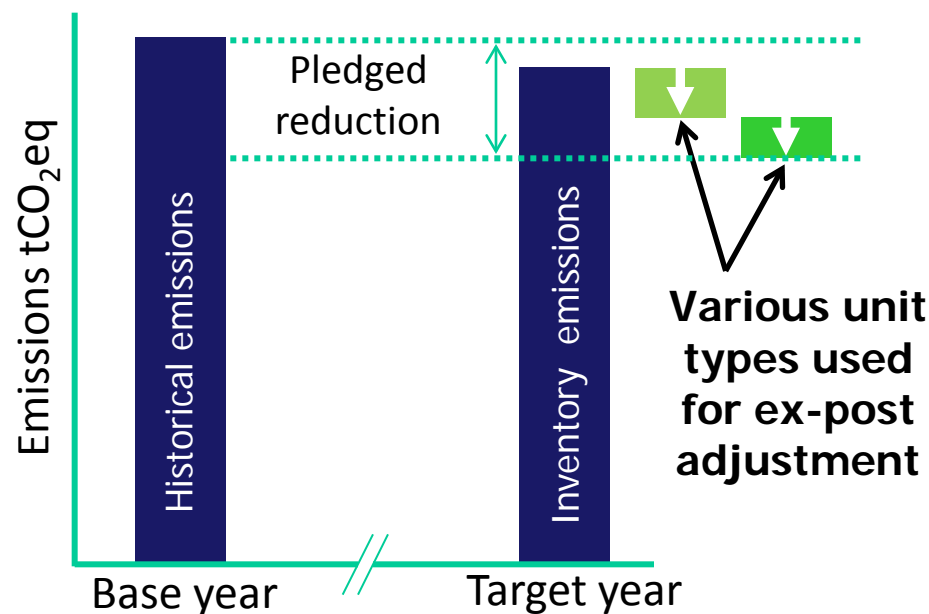 Emissions tCO₂eq
Pledged
reduction
Historical emissions
Inventory emissions
Various unit
types used
for ex-post
adjustment
Base year
Target year